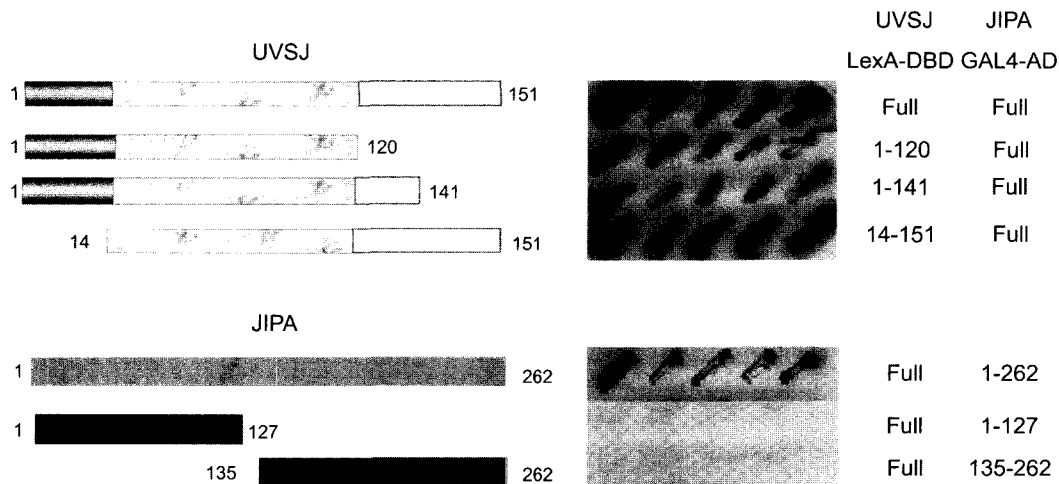 UVSJ JIPA
UVSJ
LexA-DBD GAL4-AD
1 151
Full Full
1 120
1-120 Full
1 141
1-141 Full
14 151
14-151 Full
JIPA
1 262
Full 1-262
1 127
Full 1-127
135 262
Full 135-262